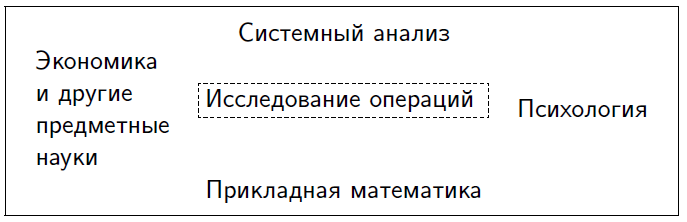 Системный анализ
Экономика
и другие
предметные
науки
Исследование операций
Психология
Прикладная математика